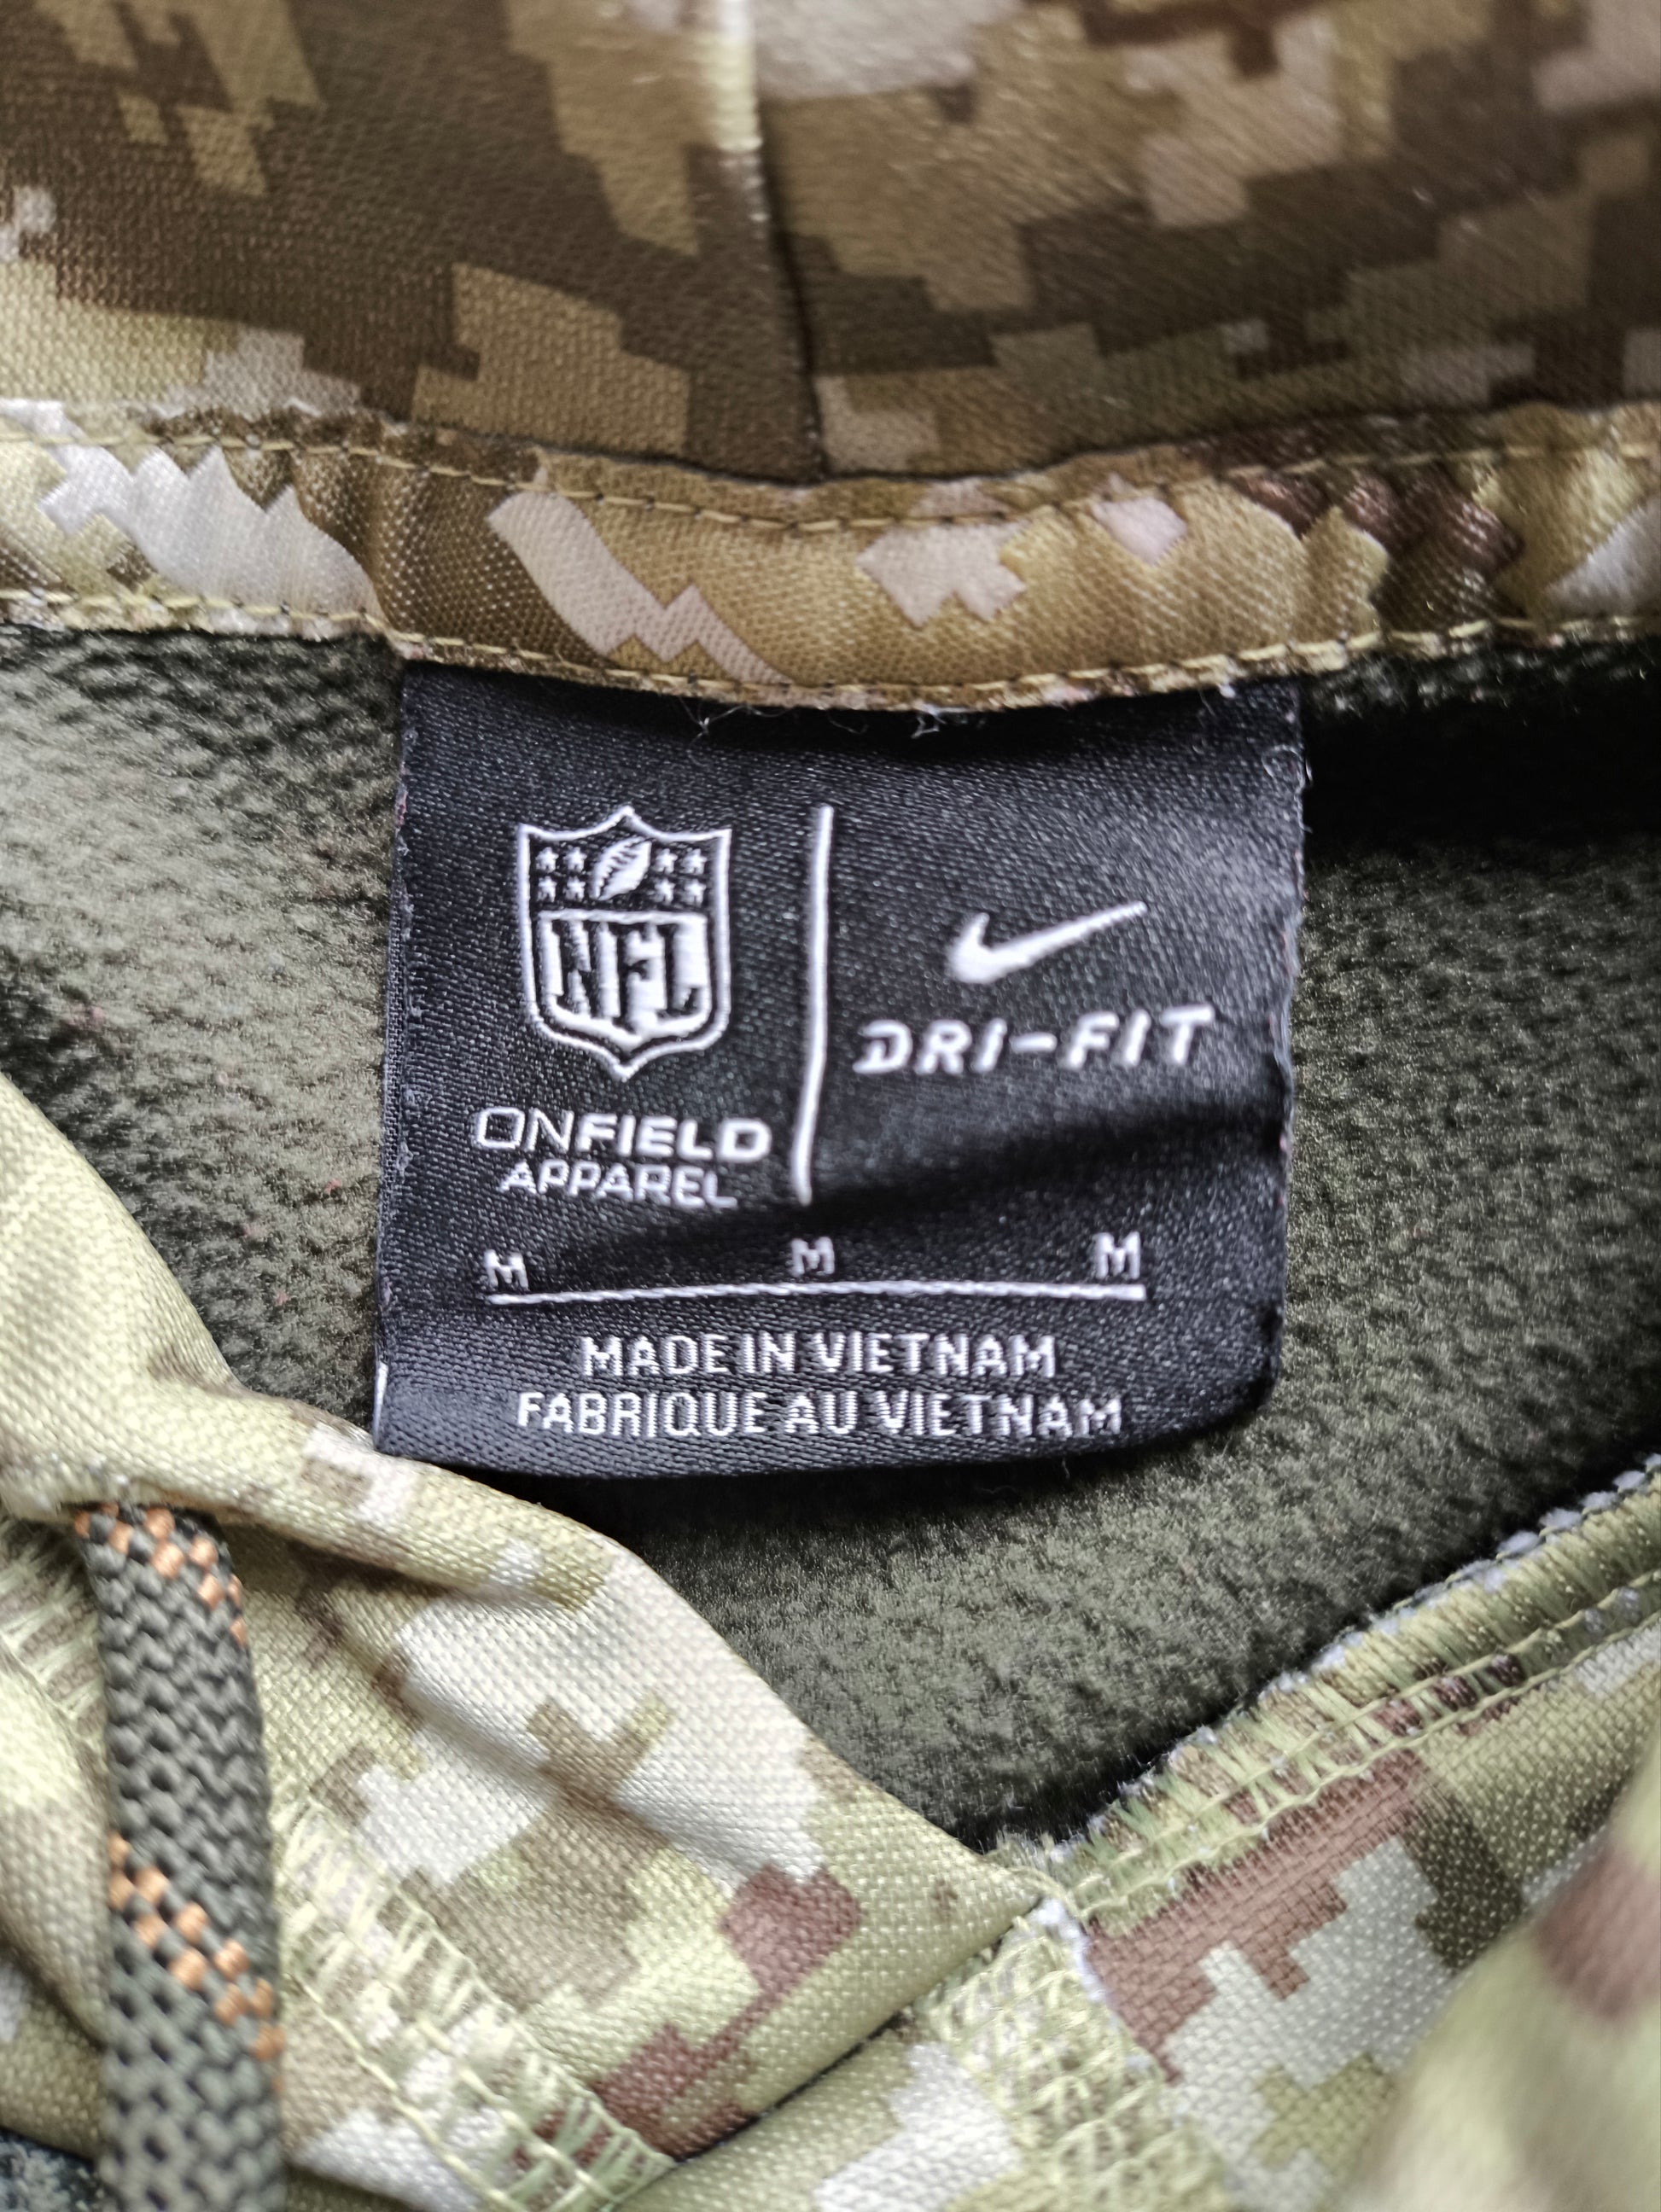 NFL
ONFIELD
APPAREL
DRI-FIT
M M M
MADE IN VIETNAM
FABRIQUE AU VIETNAM